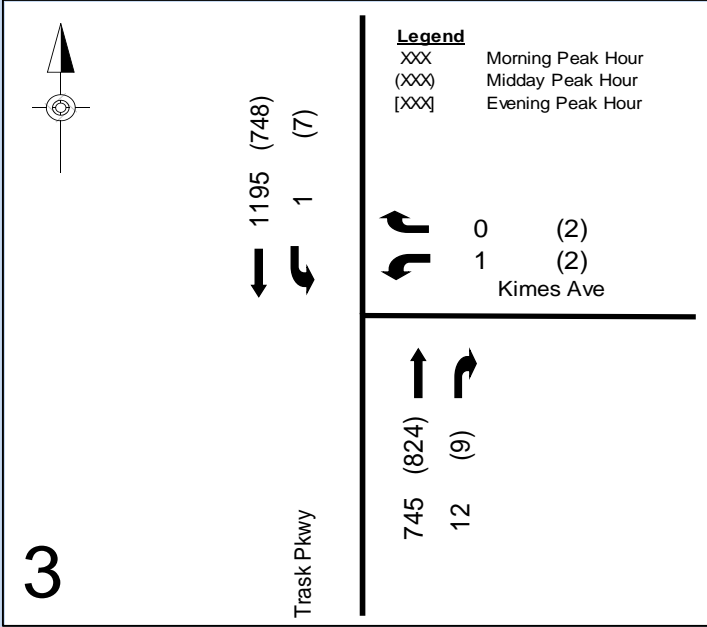 Legend
XXX Morning Peak Hour
(XXX) Midday Peak Hour
[XXX] Evening Peak Hour
1195 (748)
1 (7)
0 (2)
1 (2)
Kimes Ave
745 (824)
12 (9)
Trask Pkwy
3